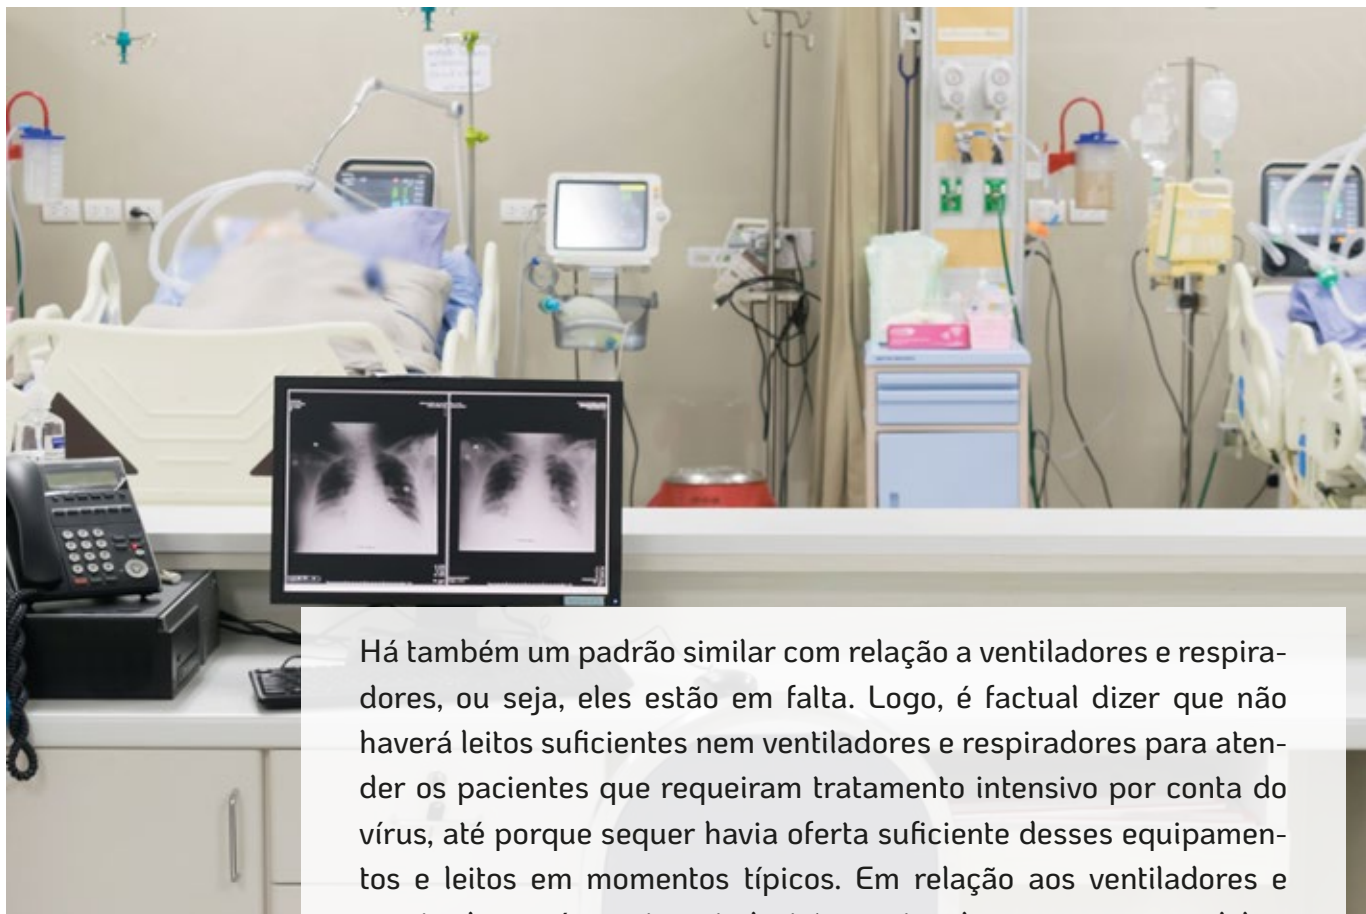 Há também um padrão similar com relação a ventiladores e respira-
dores, ou seja, eles estão em falta. Logo, é factual dizer que não
haverá leitos suficientes nem ventiladores e respiradores para aten-
der os pacientes que requeiram tratamento intensivo por conta do
vírus, até porque sequer havia oferta suficiente desses equipamen-
tos e leitos em momentos típicos. Em relação aos ventiladores e